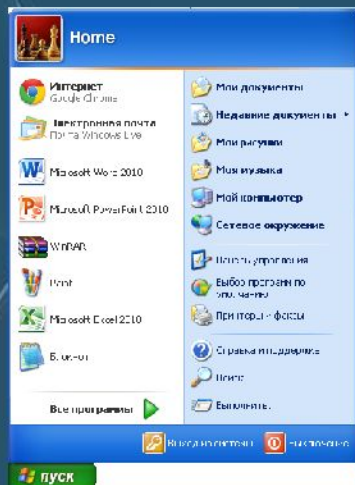 Home
Интернет
Google Chrome
Электронная почта
Почта Windows Live
Microsoft Word 2010
Microsoft PowerPoint 2010
WinRAR
Paint
Microsoft Excel 2010
Блокнот
Все программы
Мои документы
Недавние документы
Мои рисунки
Моя музыка
Мой компьютер
Сетевое окружение
Панель управления
Выбор программ по
умолчанию
Принтеры и факсы
Справка и поддержка
Поиск
Выполнить...
Выход из системы
Выключение
пуск